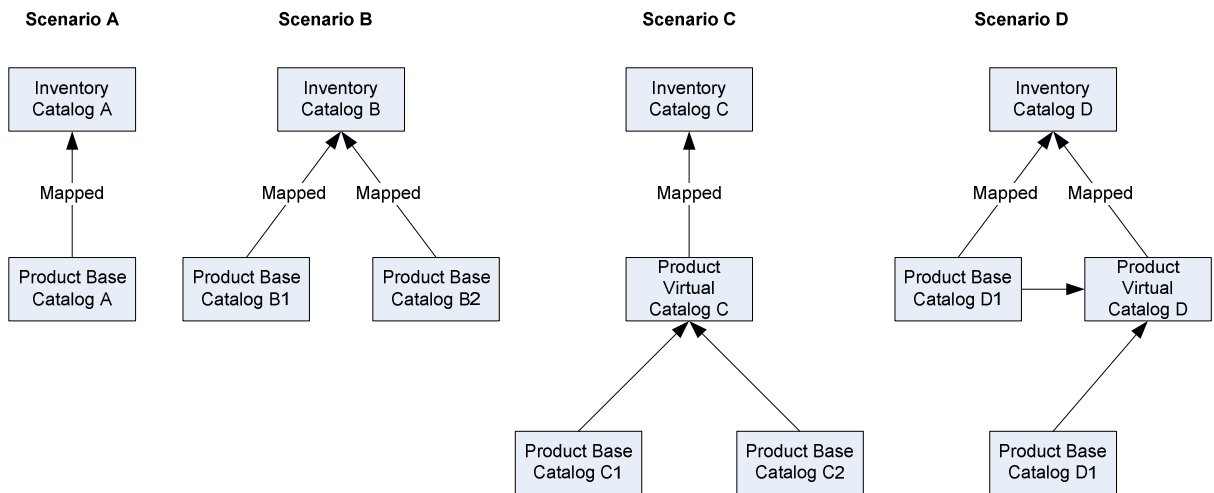 Scenario A
Scenario B
Scenario C
Scenario D
Inventory
Catalog A
Inventory
Catalog B
Inventory
Catalog C
Inventory
Catalog D
Mapped
Mapped
Mapped
Mapped
Mapped
Mapped
Product Base
Catalog A
Product Base
Catalog B1
Product Base
Catalog B2
Product
Virtual
Catalog C
Product Base
Catalog D1
Product
Virtual
Catalog D
Product Base
Catalog C1
Product Base
Catalog C2
Product Base
Catalog D1